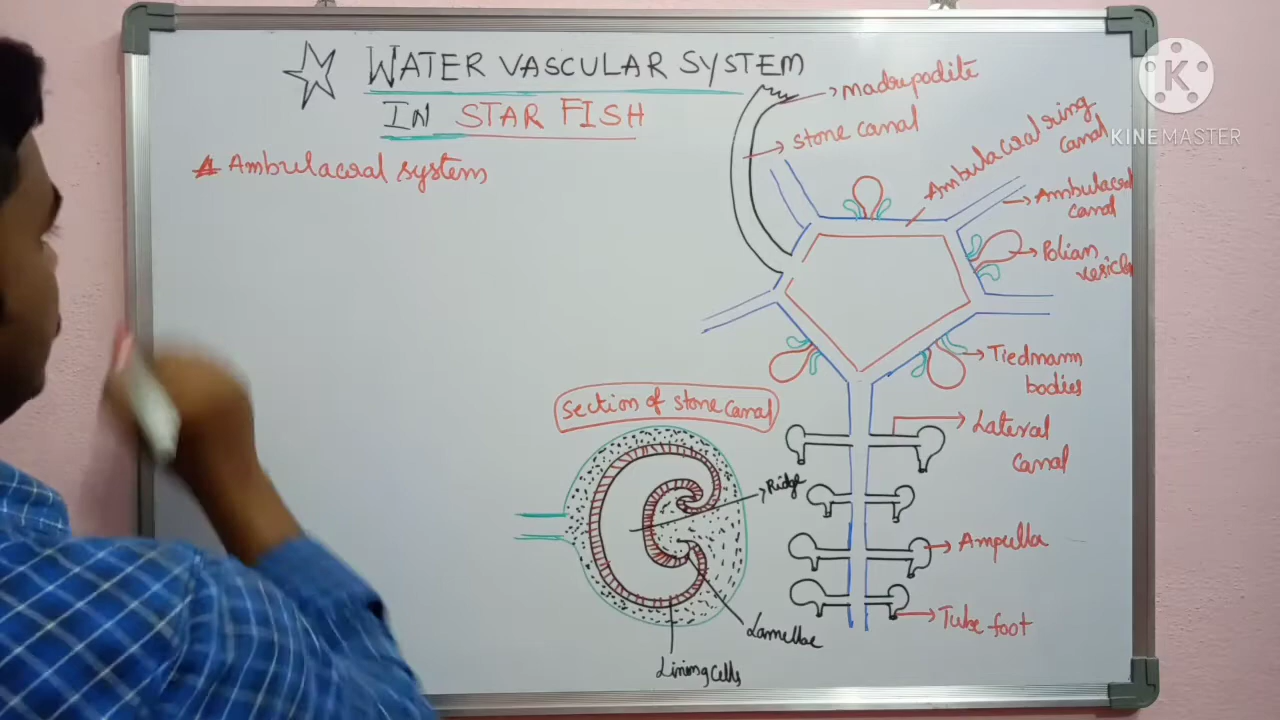 WATER VASCULAR SYSTEM
IN STAR FISH
Ambulacral system
madrepodite
stone canal
Ambulacral ring
canal
Ambulacral
canal
Polian
vesicle
Tiedmann
bodies
Lateral
canal
Ampulla
Tube foot
Section of Stone Canal
Ridge
Lamellae
Lining Cells
K
KINEMASTER